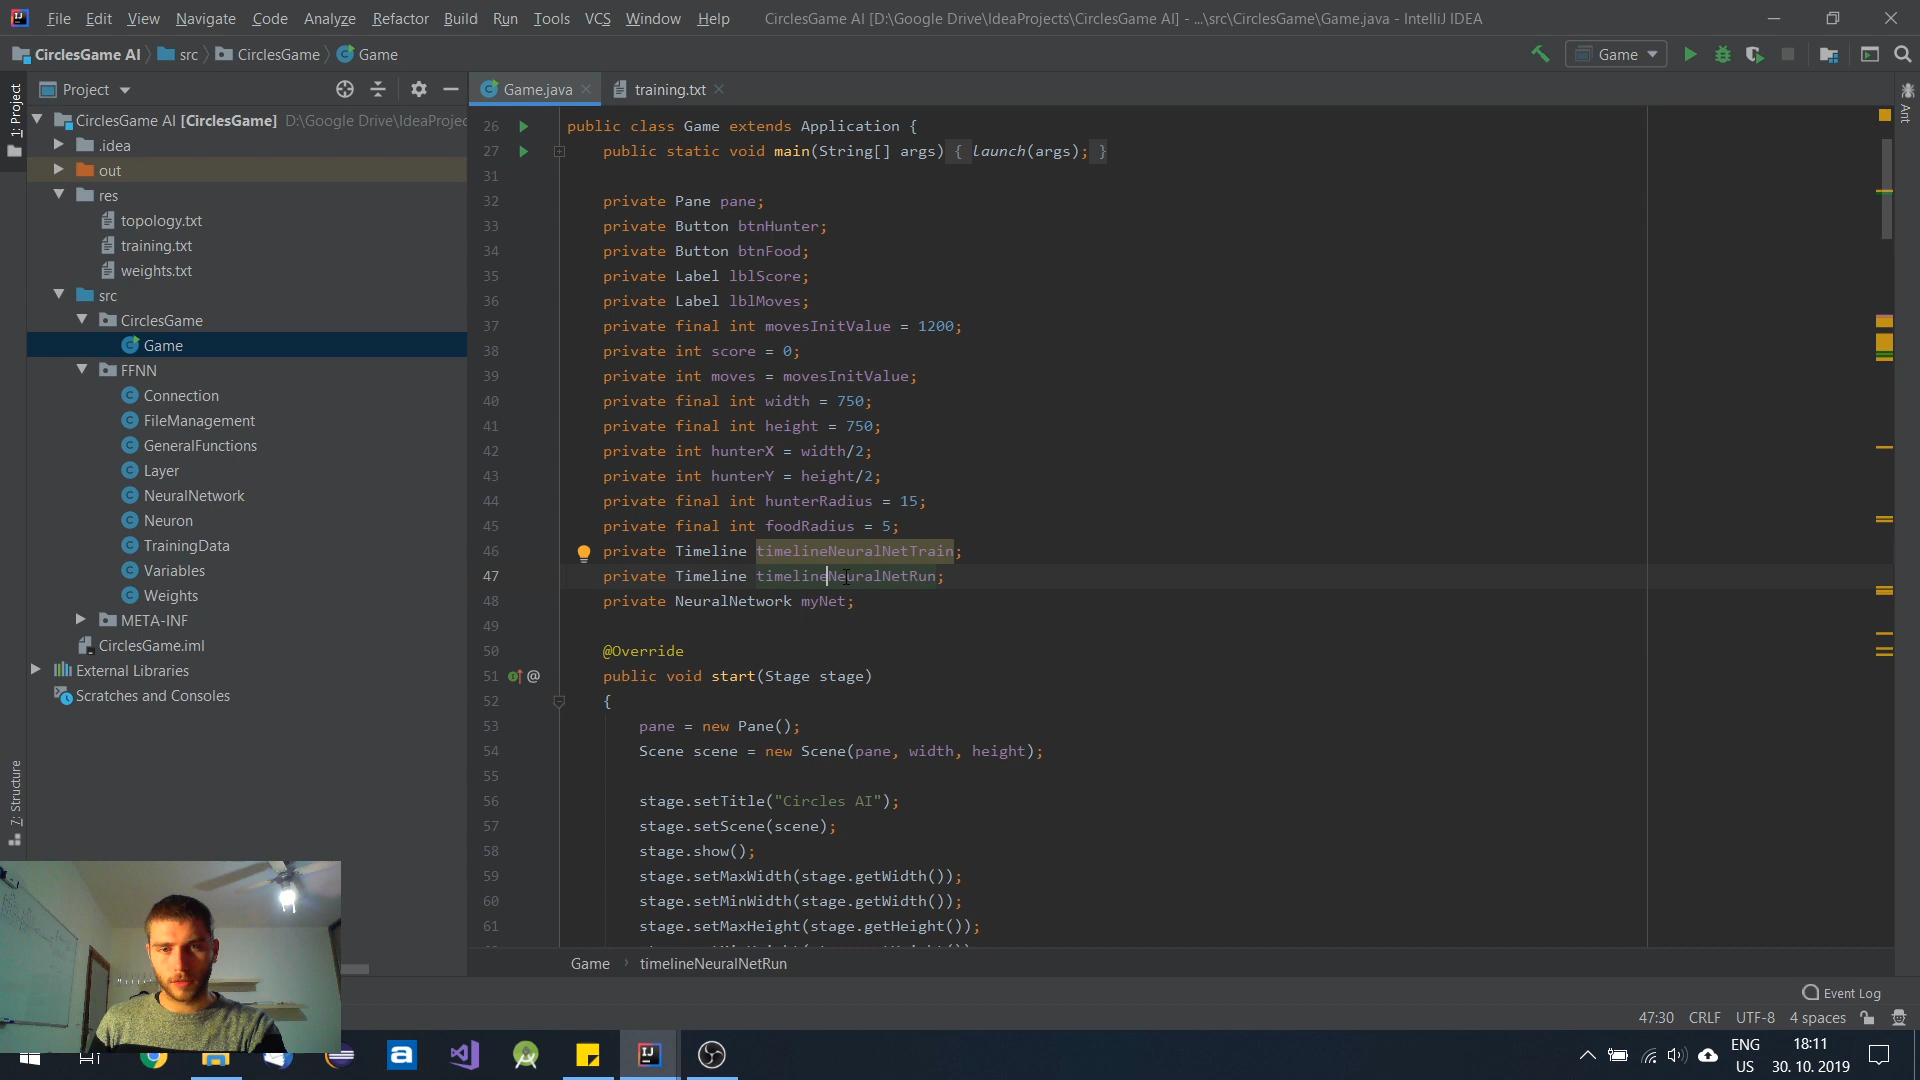 File Edit View Navigate Code Analyze Refactor Build Run Tools VCS Window Help CirclesGame AI [D:\Google Drive\IdeaProjects\CirclesGame AI] - ...\src\CirclesGame\Game.java - IntelliJ IDEA
CirclesGame AI src CirclesGame Game
Game
1: Project
Project
Game.java
training.txt
Ant
CirclesGame AI [CirclesGame] D:\Google Drive\IdeaProjec
.idea
out
res
topology.txt
training.txt
weights.txt
src
CirclesGame
Game
FFNN
Connection
FileManagement
GeneralFunctions
Layer
NeuralNetwork
Neuron
TrainingData
Variables
Weights
META-INF
CirclesGame.iml
External Libraries
Scratches and Consoles
7: Structure
26 public class Game extends Application {
27 public static void main(String[] args) { launch(args); }
31
32 private Pane pane;
33 private Button btnHunter;
34 private Button btnFood;
35 private Label lblScore;
36 private Label lblMoves;
37 private final int movesInitValue = 1200;
38 private int score = 0;
39 private int moves = movesInitValue;
40 private final int width = 750;
41 private final int height = 750;
42 private int hunterX = width/2;
43 private int hunterY = height/2;
44 private final int hunterRadius = 15;
45 private final int foodRadius = 5;
46 private Timeline timelineNeuralNetTrain;
47 private Timeline timelineNeuralNetRun;
48 private NeuralNetwork myNet;
49
50 @Override
51 @ public void start(Stage stage)
52 {
53 pane = new Pane();
54 Scene scene = new Scene(pane, width, height);
55
56 stage.setTitle("Circles AI");
57 stage.setScene(scene);
58 stage.show();
59 stage.setMaxWidth(stage.getWidth());
60 stage.setMinWidth(stage.getWidth());
61 stage.setMaxHeight(stage.getHeight());
Game timelineNeuralNetRun
Event Log
47:30 CRLF UTF-8 4 spaces
ENG
US
18:11
30. 10. 2019